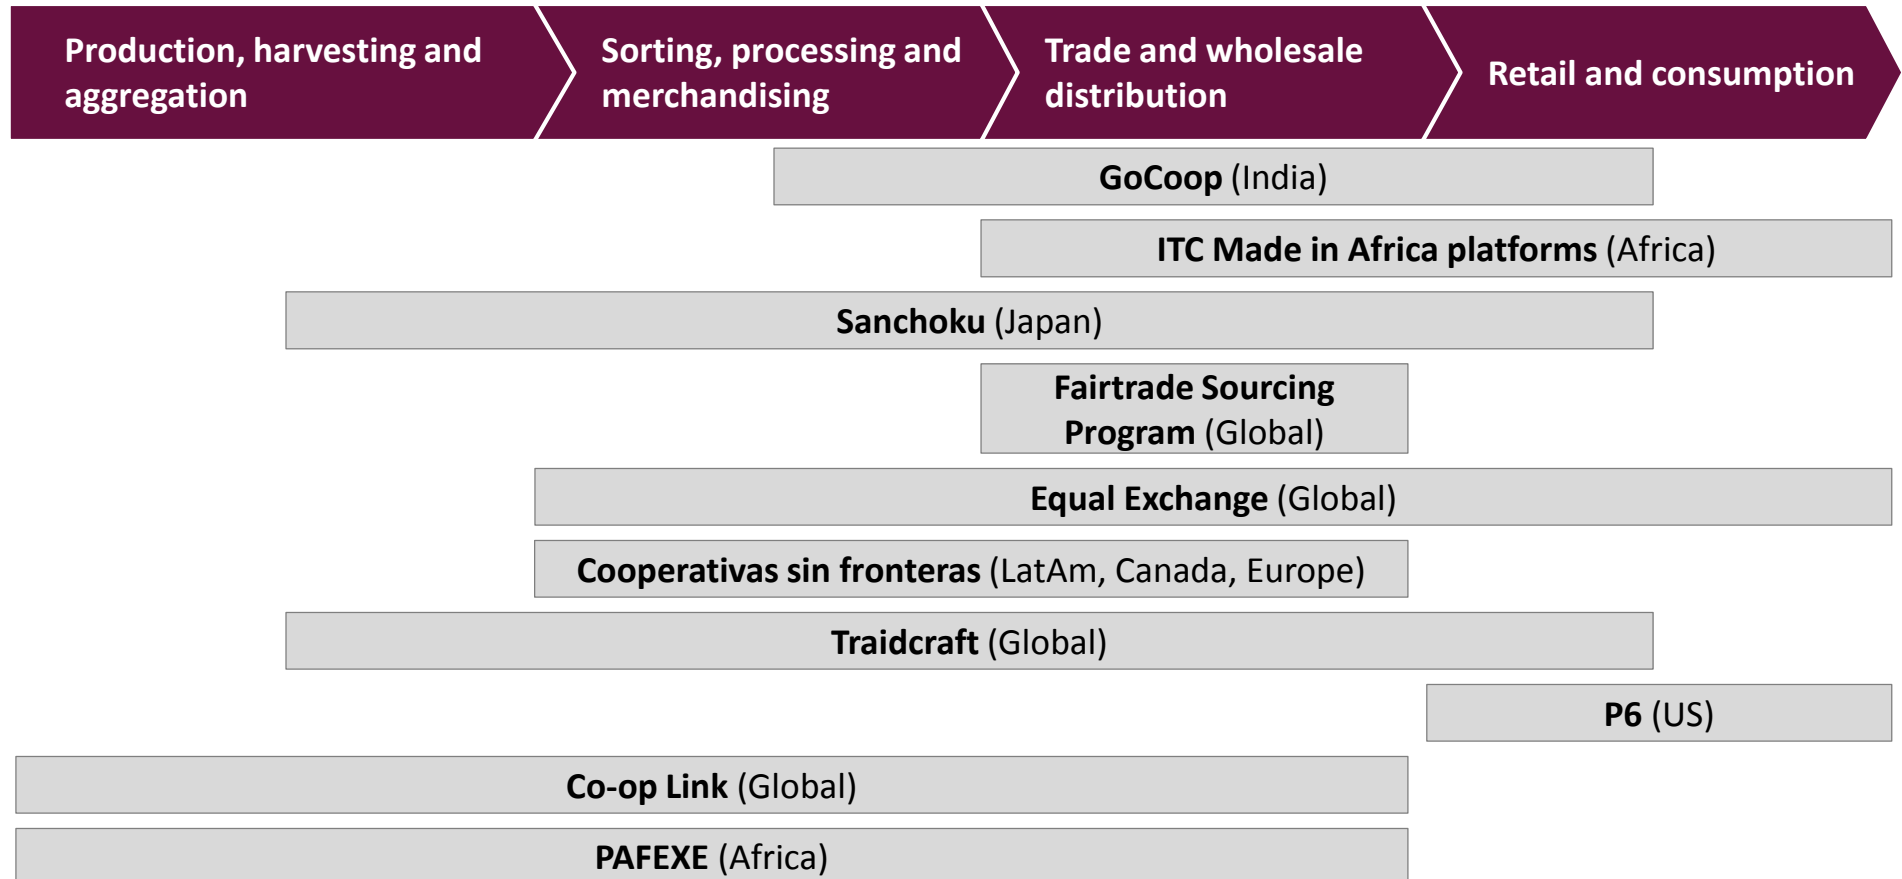 Production, harvesting and
aggregation
Sorting, processing and
merchandising
Trade and wholesale
distribution
Retail and consumption
GoCoop (India)
ITC Made in Africa platforms (Africa)
Sanchoku (Japan)
Fairtrade Sourcing
Program (Global)
Equal Exchange (Global)
Cooperativas sin fronteras (LatAm, Canada, Europe)
Traidcraft (Global)
P6 (US)
Co-op Link (Global)
PAFEXE (Africa)